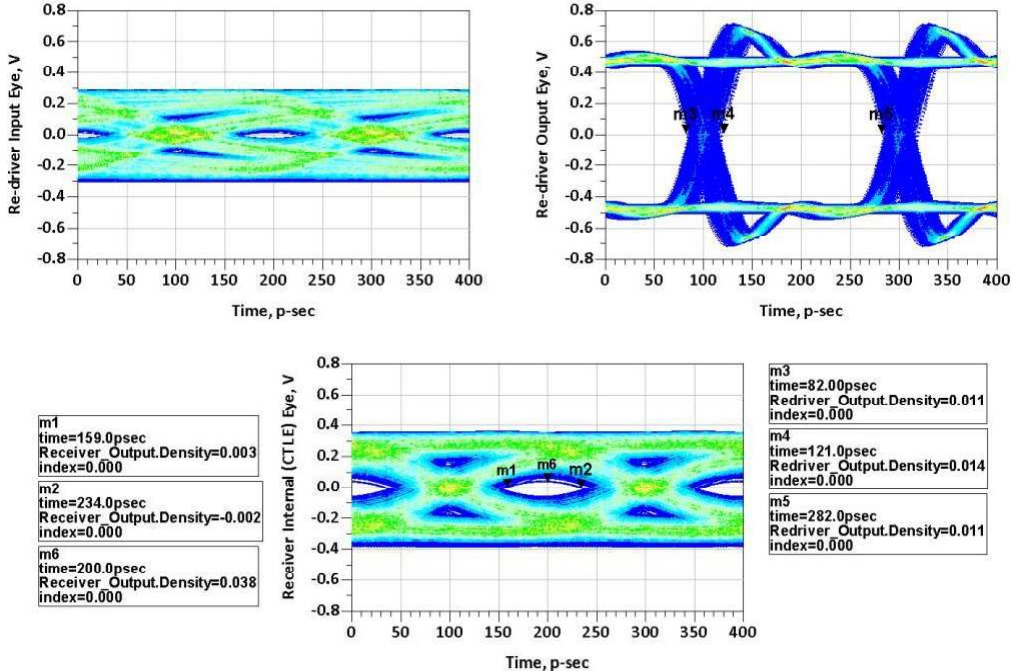 0.8
0.6
0.4
0.2
0.0
-0.2
-0.4
-0.6
-0.8
Re-driver Input Eye, V
0 50 100 150 200 250 300 350 400
Time, p-sec
0.8
0.6
0.4
0.2
0.0
-0.2
-0.4
-0.6
-0.8
Re-driver Ouput Eye, V
m3 m4 m5
0 50 100 150 200 250 300 350 400
Time, p-sec
m1
time=159.0psec
Receiver_Output.Density=0.003
index=0.000
m2
time=234.0psec
Receiver_Output.Density=-0.002
index=0.000
m6
time=200.0psec
Receiver_Output.Density=0.038
index=0.000
0.8
0.6
0.4
0.2
0.0
-0.2
-0.4
-0.6
-0.8
Receiver Internal (CTLE) Eye, V
m1 m6 m2
0 50 100 150 200 250 300 350 400
Time, p-sec
m3
time=82.00psec
Redriver_Output.Density=0.011
index=0.000
m4
time=121.0psec
Redriver_Output.Density=0.014
index=0.000
m5
time=282.0psec
Redriver_Output.Density=0.011
index=0.000